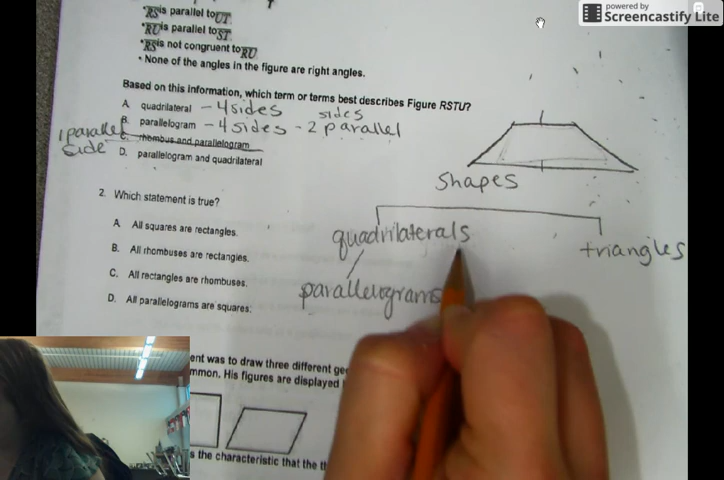 powered by
Screencastify Lite
•RS is parallel to UT.
•RU is parallel to ST.
•RS is not congruent to RU.
• None of the angles in the figure are right angles.
Based on this information, which term or terms best describes Figure RSTU?
A. quadrilateral - 4 sides
sides
B. parallelogram - 4 sides - 2 parallel
1 parallel side
C. rhombus and parallelogram
D. parallelogram and quadrilateral
shapes
2. Which statement is true?
A. All squares are rectangles.
B. All rhombuses are rectangles.
C. All rectangles are rhombuses.
D. All parallelograms are squares.
quadrilaterals
triangles
parallelograms
ent was to draw three different ge
mmon. His figures are displayed
s the characteristic that the